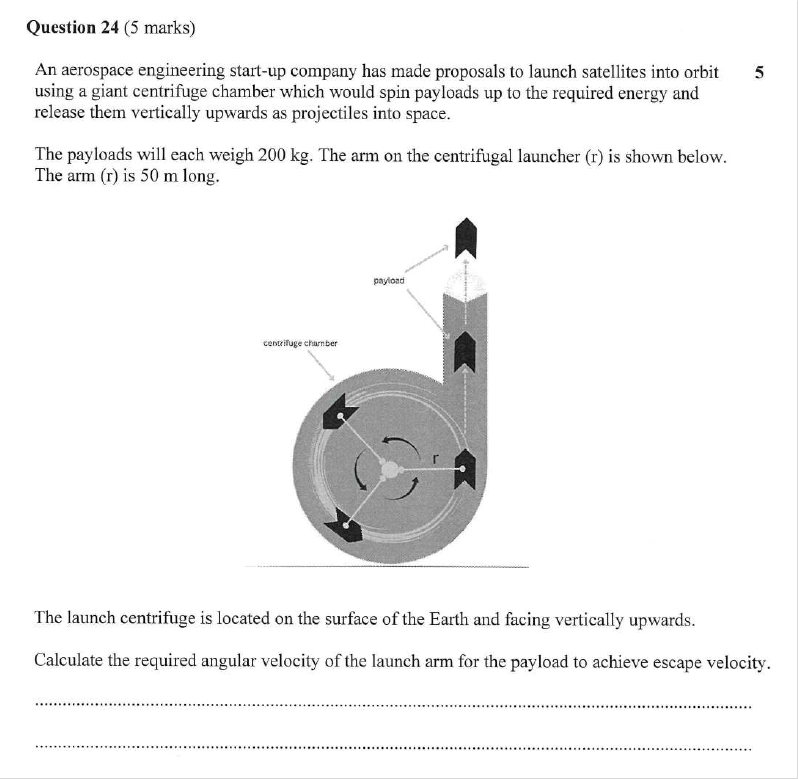 Question 24 (5 marks)
An aerospace engineering start-up company has made proposals to launch satellites into orbit 5
using a giant centrifuge chamber which would spin payloads up to the required energy and
release them vertically upwards as projectiles into space.
The payloads will each weigh 200 kg. The arm on the centrifugal launcher (r) is shown below.
The arm (r) is 50 m long.
payload
centrifuge chamber
r
The launch centrifuge is located on the surface of the Earth and facing vertically upwards.
Calculate the required angular velocity of the launch arm for the payload to achieve escape velocity.